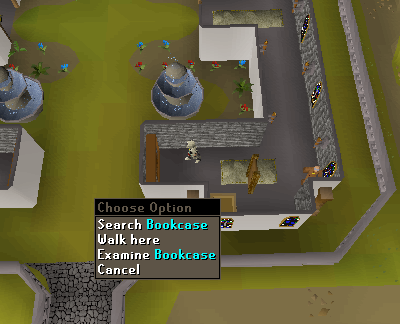 Choose Option
Search Bookcase
Walk here
Examine Bookcase
Cancel